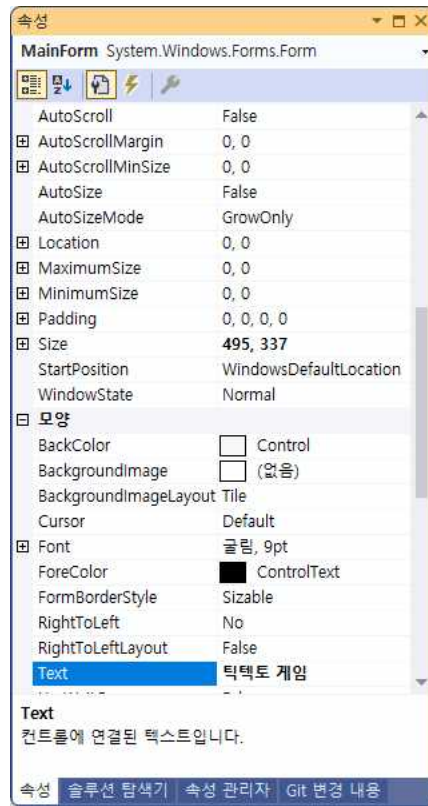 속성
MainForm System.Windows.Forms.Form
AutoScroll False
AutoScrollMargin 0, 0
AutoScrollMinSize 0, 0
AutoSize False
AutoSizeMode GrowOnly
Location 0, 0
MaximumSize 0, 0
MinimumSize 0, 0
Padding 0, 0, 0, 0
Size 495, 337
StartPosition WindowsDefaultLocation
WindowState Normal
모양
BackColor Control
BackgroundImage (없음)
BackgroundImageLayout Tile
Cursor Default
Font 굴림, 9pt
ForeColor ControlText
FormBorderStyle Sizable
RightToLeft No
RightToLeftLayout False
Text 틱텍토 게임
Text
컨트롤에 연결된 텍스트입니다.
속성 솔루션 탐색기 속성 관리자 Git 변경 내용